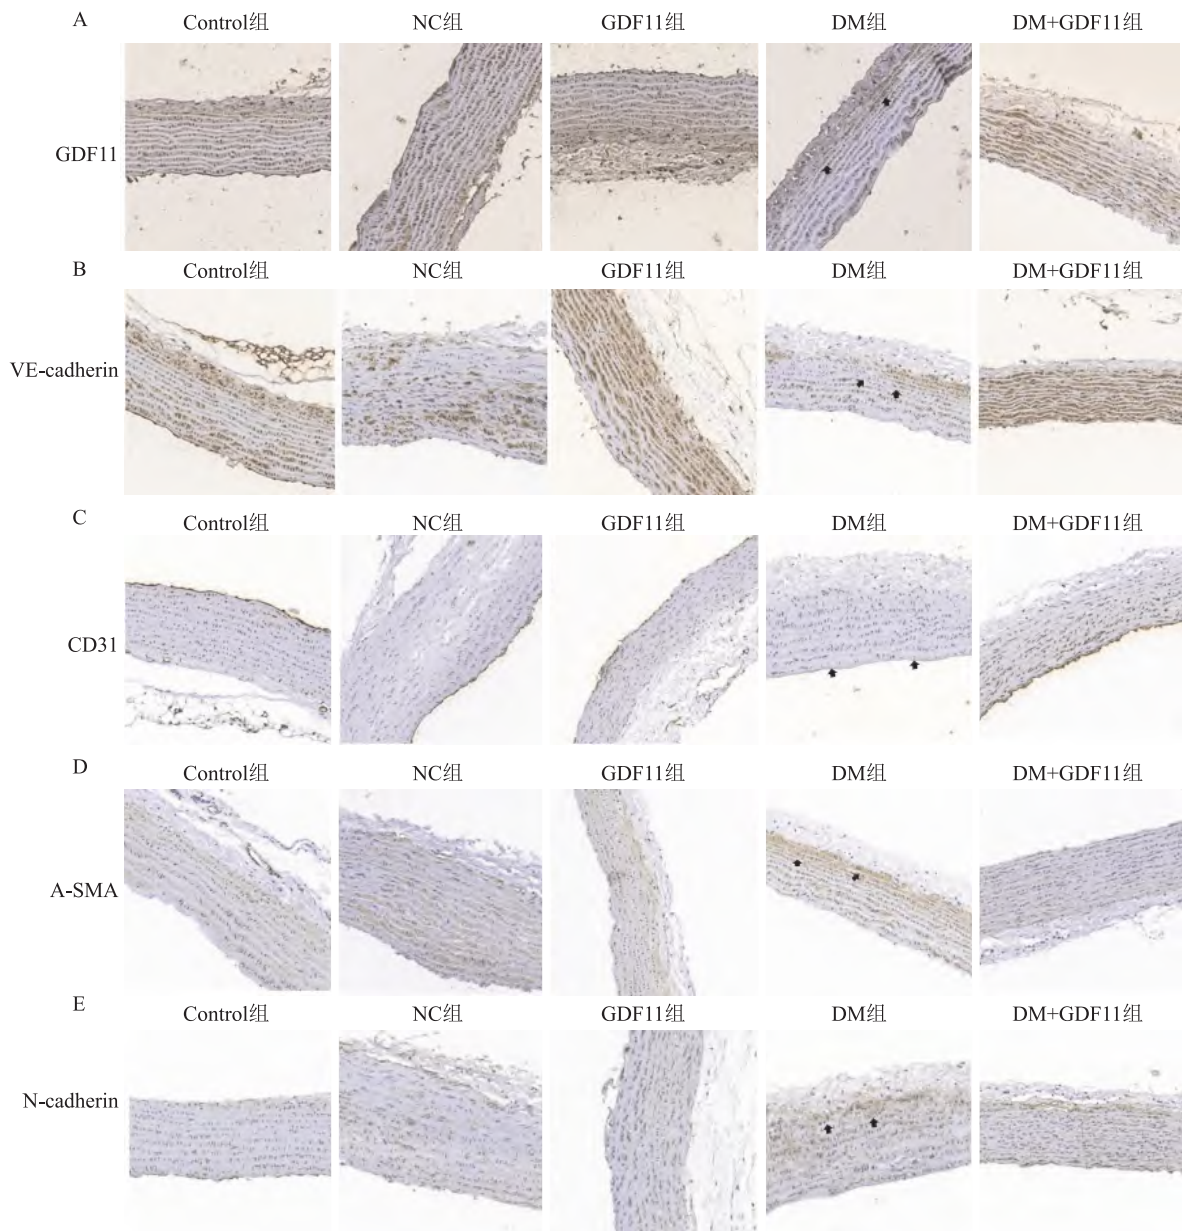 A
Control组 NC组 GDF11组 DM组 DM+GDF11组
GDF11
B
Control组 NC组 GDF11组 DM组 DM+GDF11组
VE-cadherin
C
Control组 NC组 GDF11组 DM组 DM+GDF11组
CD31
D
Control组 NC组 GDF11组 DM组 DM+GDF11组
A-SMA
E
Control组 NC组 GDF11组 DM组 DM+GDF11组
N-cadherin